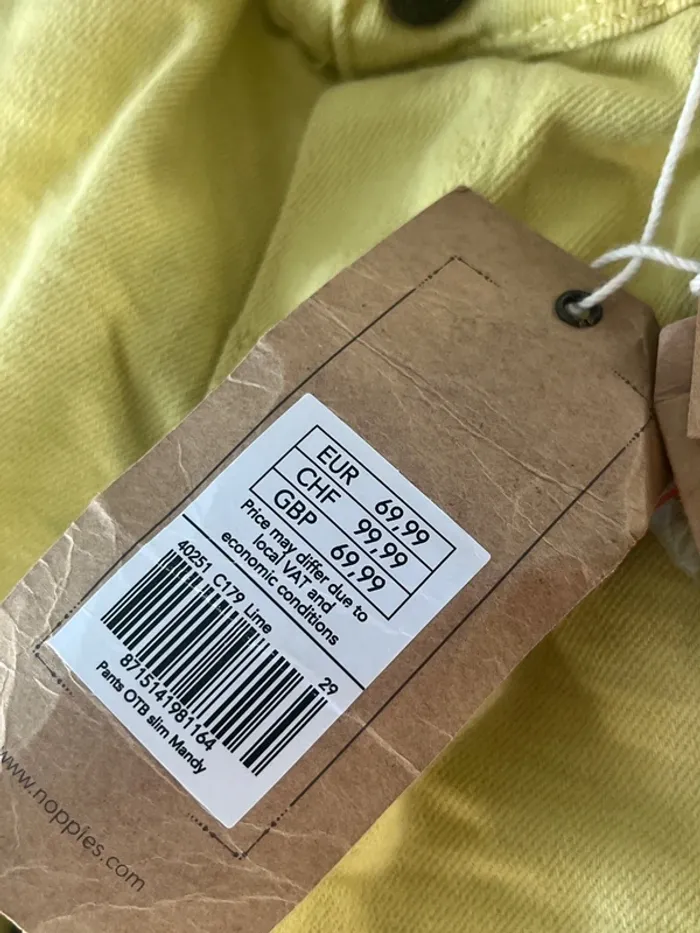 EUR 69,99
CHF 99,99
GBP 69,99
Price may differ due to
local VAT and
economic conditions
40251 C179 Lime
29
8715141981164
Pants OTB slim Mandy
www.noppies.com